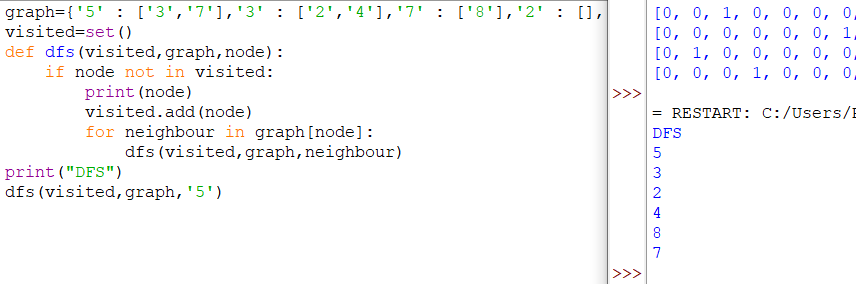 graph={'5' : ['3','7'],'3' : ['2','4'],'7' : ['8'],'2' : [],
visited=set()
def dfs(visited,graph,node):
    if node not in visited:
        print(node)
        visited.add(node)
        for neighbour in graph[node]:
            dfs(visited,graph,neighbour)
print("DFS")
dfs(visited,graph,'5')
[0, 0, 1, 0, 0, 0, 0,
[0, 0, 0, 0, 0, 0, 1,
[0, 1, 0, 0, 0, 0, 0,
[0, 0, 0, 1, 0, 0, 0,
>>>
= RESTART: C:/Users/
DFS
5
3
2
4
8
7
>>>